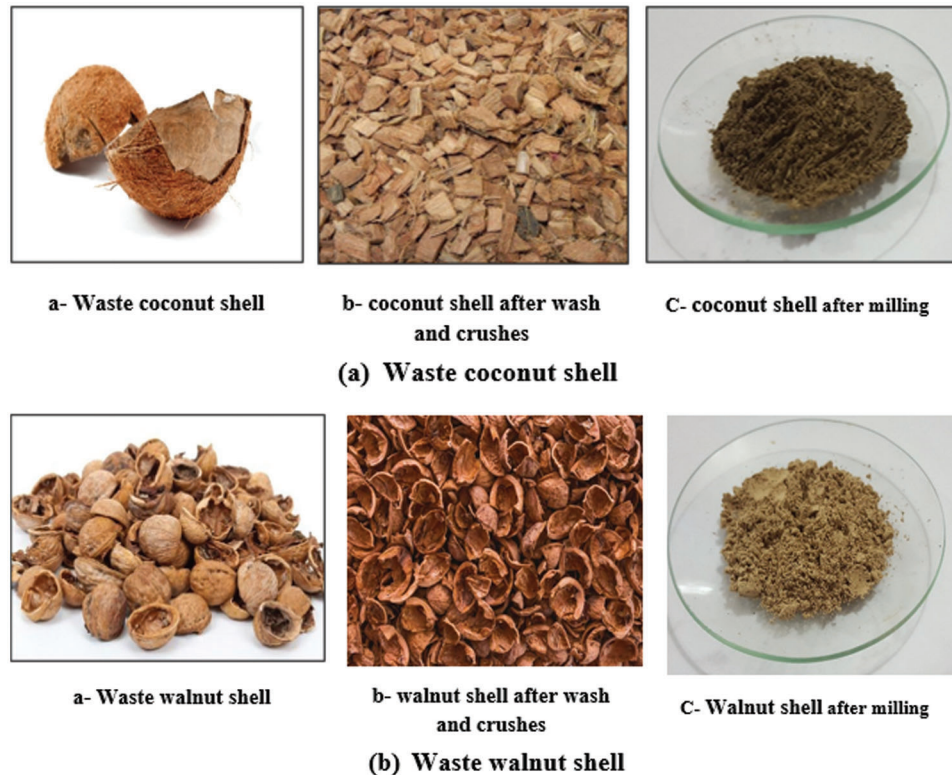 a- Waste coconut shell
b- coconut shell after wash
and crushes
C- coconut shell after milling
(a) Waste coconut shell
a- Waste walnut shell
b- walnut shell after wash
and crushes
C- Walnut shell after milling
(b) Waste walnut shell